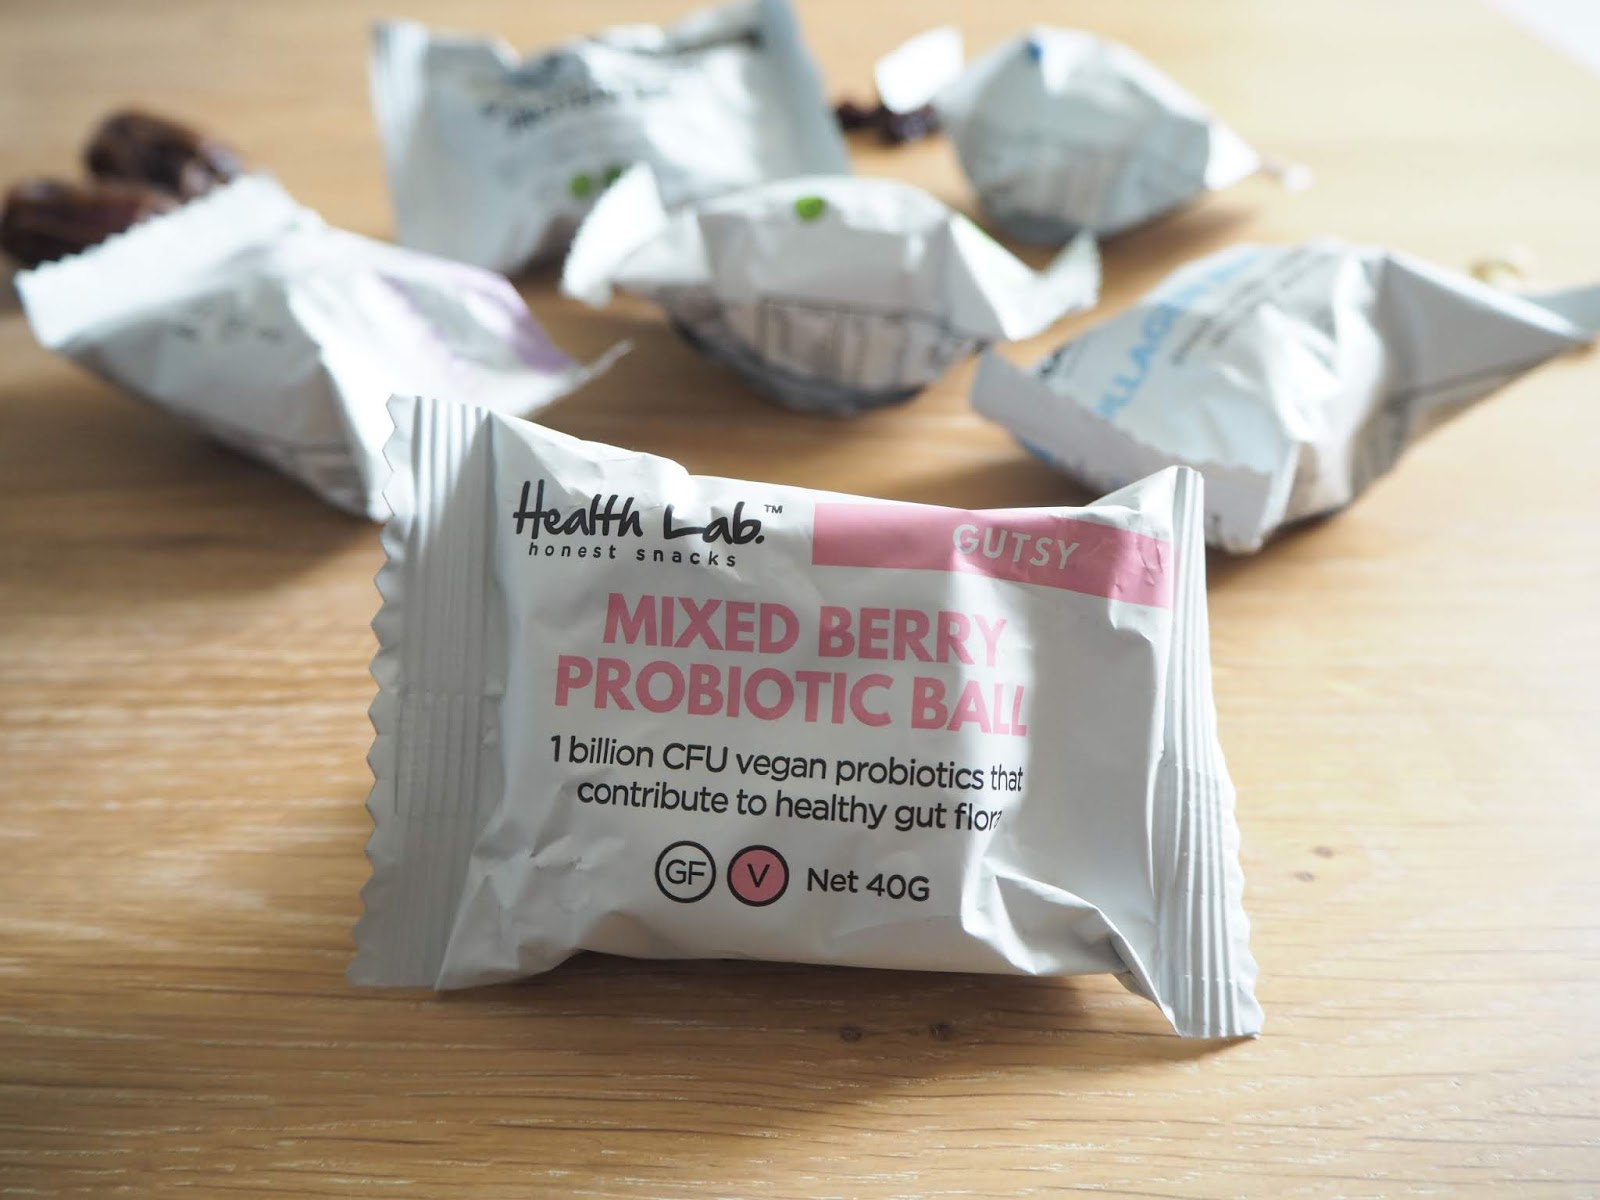 Health Lab.™
honest snacks
GUTSY
MIXED BERRY
PROBIOTIC BALL
1 billion CFU vegan probiotics that
contribute to healthy gut flora
GF V Net 40G